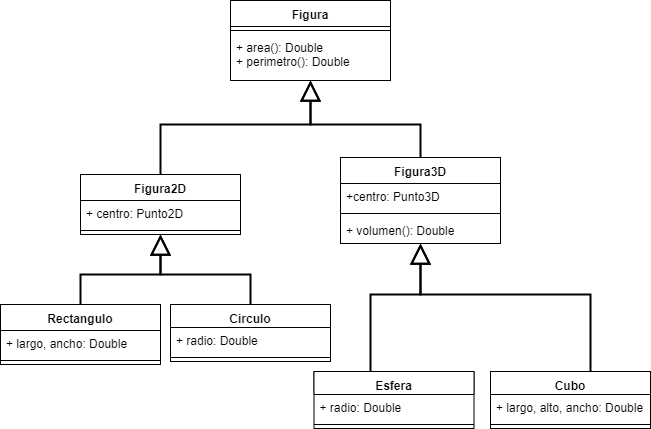 Figura
+ area(): Double
+ perimetro(): Double
Figura2D
+ centro: Punto2D
Figura3D
+centro: Punto3D
+ volumen(): Double
Rectangulo
+ largo, ancho: Double
Circulo
+ radio: Double
Esfera
+ radio: Double
Cubo
+ largo, alto, ancho: Double